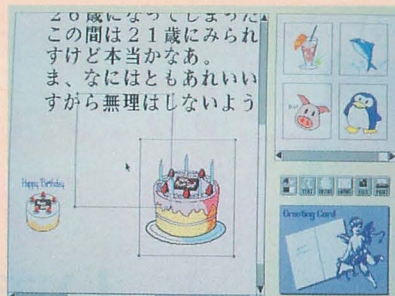 26歳になってしまった
この間は21歳にみられ
すけど本当かなあ。
ま、なにはともあれいい
すから無理はしないよう
Happy Birthday
Greeting Card